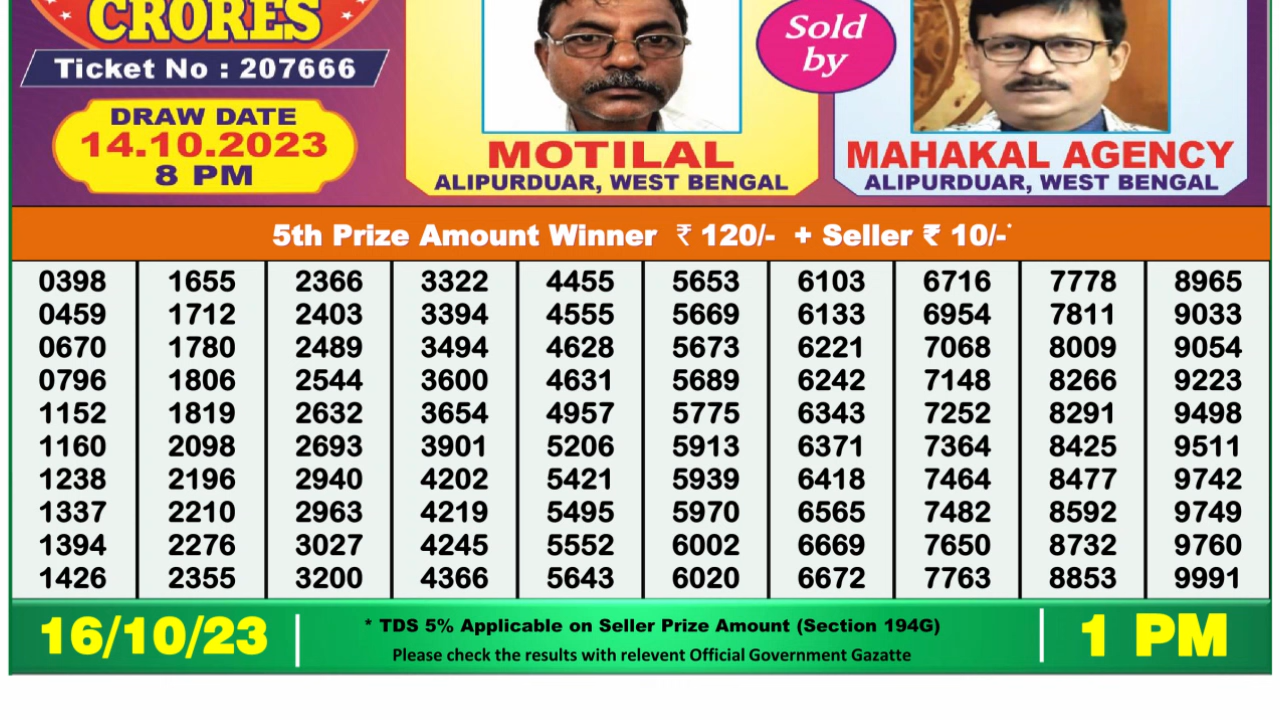 CRORES
Ticket No : 207666
DRAW DATE
14.10.2023
8 PM
MOTILAL
ALIPURDUAR, WEST BENGAL
Sold
by
MAHAKAL AGENCY
ALIPURDUAR, WEST BENGAL
5th Prize Amount Winner ₹ 120/- + Seller ₹ 10/-*
0398 1655 2366 3322 4455 5653 6103 6716 7778 8965
0459 1712 2403 3394 4555 5669 6133 6954 7811 9033
0670 1780 2489 3494 4628 5673 6221 7068 8009 9054
0796 1806 2544 3600 4631 5689 6242 7148 8266 9223
1152 1819 2632 3654 4957 5775 6343 7252 8291 9498
1160 2098 2693 3901 5206 5913 6371 7364 8425 9511
1238 2196 2940 4202 5421 5939 6418 7464 8477 9742
1337 2210 2963 4219 5495 5970 6565 7482 8592 9749
1394 2276 3027 4245 5552 6002 6669 7650 8732 9760
1426 2355 3200 4366 5643 6020 6672 7763 8853 9991
16/10/23
* TDS 5% Applicable on Seller Prize Amount (Section 194G)
Please check the results with relevent Official Government Gazatte
1 PM